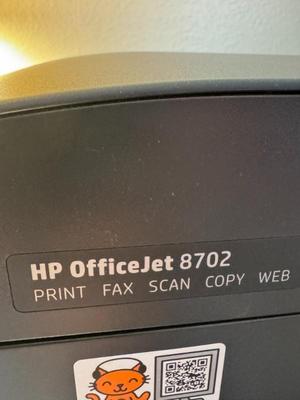 HP OfficeJet 8702
PRINT FAX SCAN COPY WEB